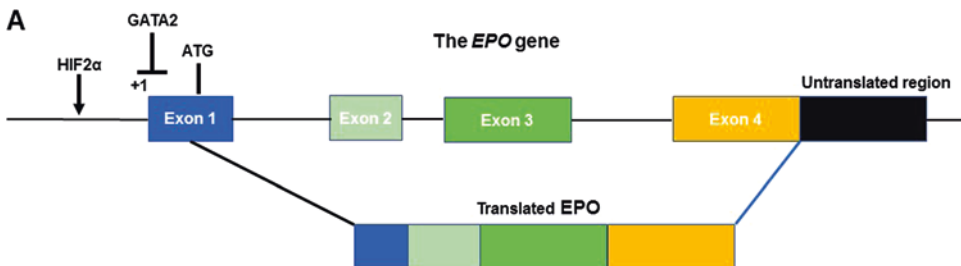 A
GATA2
The EPO gene
HIF2α
ATG
+1
Untranslated region
Exon 1
Exon 2
Exon 3
Exon 4
Translated EPO